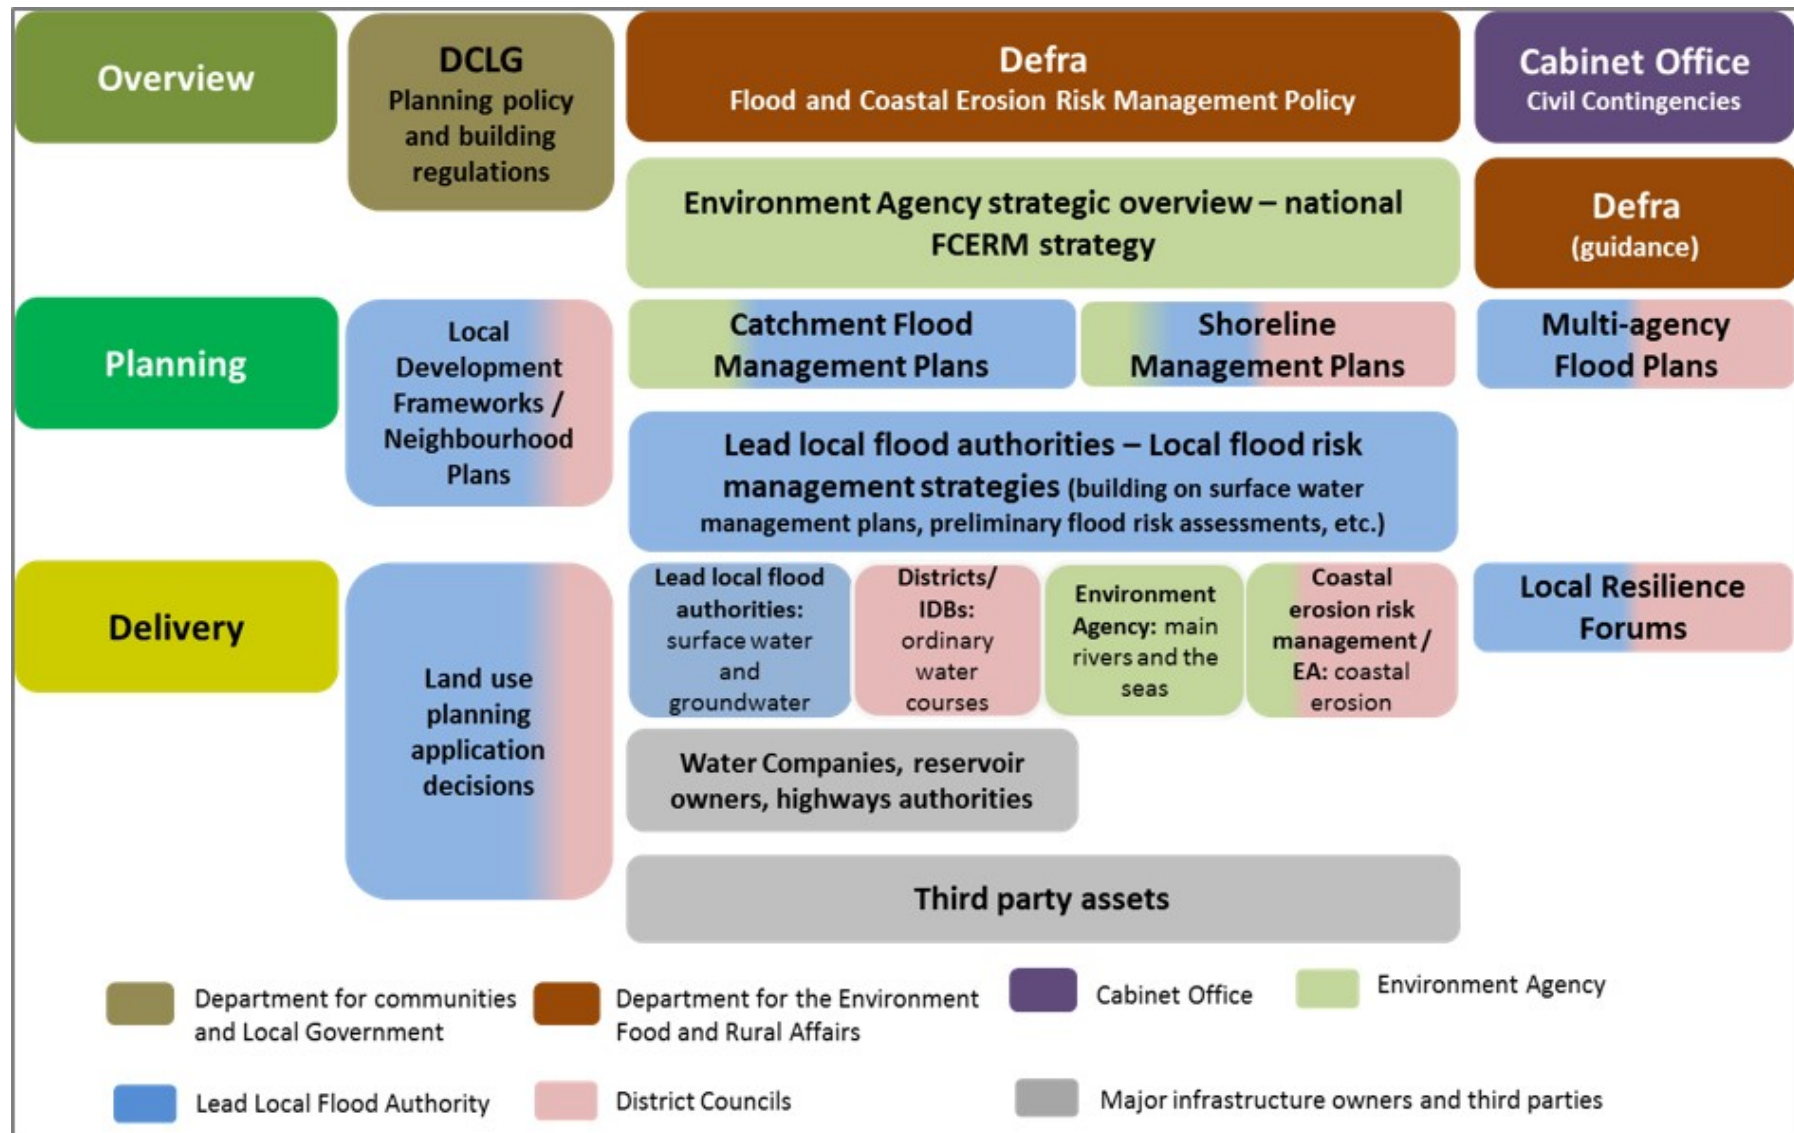 Overview
DCLG
Planning policy
and building
regulations
Defra
Flood and Coastal Erosion Risk Management Policy
Cabinet Office
Civil Contingencies
Environment Agency strategic overview – national
FCERM strategy
Defra
(guidance)
Planning
Local
Development
Frameworks /
Neighbourhood
Plans
Catchment Flood
Management Plans
Shoreline
Management Plans
Multi-agency
Flood Plans
Lead local flood authorities – Local flood risk
management strategies (building on surface water
management plans, preliminary flood risk assessments, etc.)
Delivery
Land use
planning
application
decisions
Lead local flood
authorities:
surface water
and
groundwater
Districts/
IDBs:
ordinary
water
courses
Environment
Agency: main
rivers and the
seas
Coastal
erosion risk
management /
EA: coastal
erosion
Local Resilience
Forums
Water Companies, reservoir
owners, highways authorities
Third party assets
Department for communities
and Local Government
Department for the Environment
Food and Rural Affairs
Cabinet Office
Environment Agency
Lead Local Flood Authority
District Councils
Major infrastructure owners and third parties